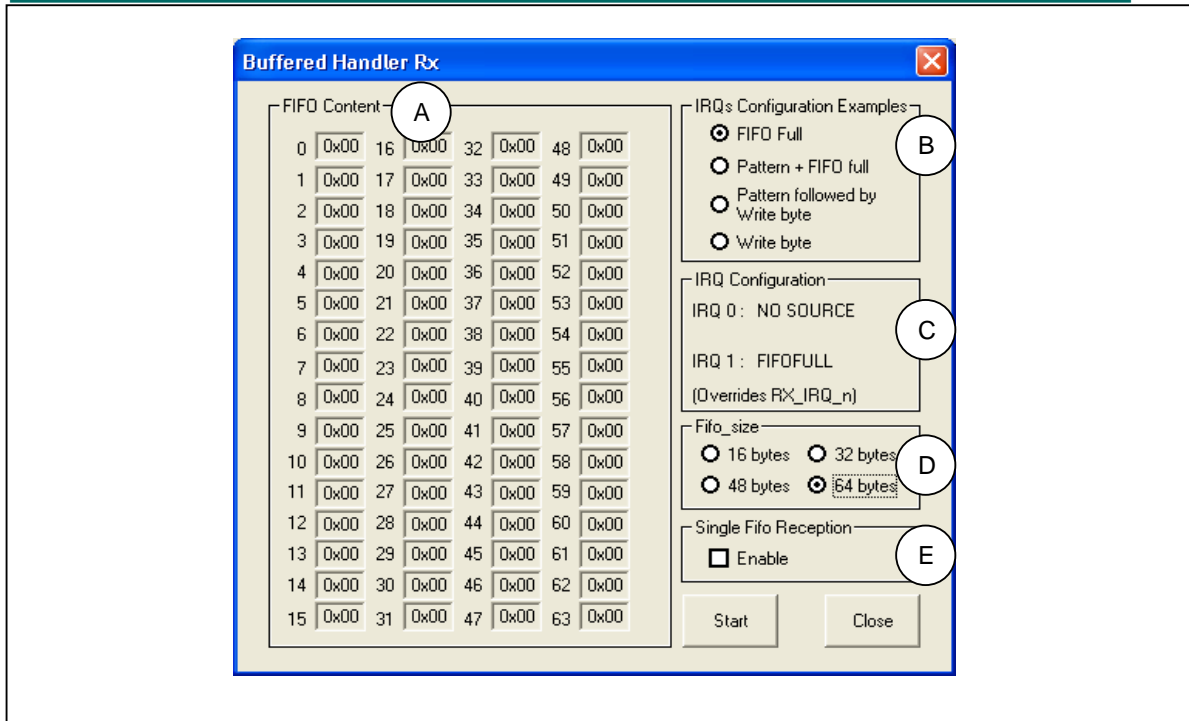 Buffered Handler Rx
FIFO Content
A
0 0x00 16 0x00 32 0x00 48 0x00
1 0x00 17 0x00 33 0x00 49 0x00
2 0x00 18 0x00 34 0x00 50 0x00
3 0x00 19 0x00 35 0x00 51 0x00
4 0x00 20 0x00 36 0x00 52 0x00
5 0x00 21 0x00 37 0x00 53 0x00
6 0x00 22 0x00 38 0x00 54 0x00
7 0x00 23 0x00 39 0x00 55 0x00
8 0x00 24 0x00 40 0x00 56 0x00
9 0x00 25 0x00 41 0x00 57 0x00
10 0x00 26 0x00 42 0x00 58 0x00
11 0x00 27 0x00 43 0x00 59 0x00
12 0x00 28 0x00 44 0x00 60 0x00
13 0x00 29 0x00 45 0x00 61 0x00
14 0x00 30 0x00 46 0x00 62 0x00
15 0x00 31 0x00 47 0x00 63 0x00
IRQs Configuration Examples
FIFO Full
B
Pattern + FIFO full
Pattern followed by
Write byte
Write byte
IRQ Configuration
IRQ 0 : NO SOURCE
C
IRQ 1 : FIFOFULL
(Overrides RX_IRQ_n)
Fifo_size
16 bytes 32 bytes
D
48 bytes 64 bytes
Single Fifo Reception
Enable
E
Start Close